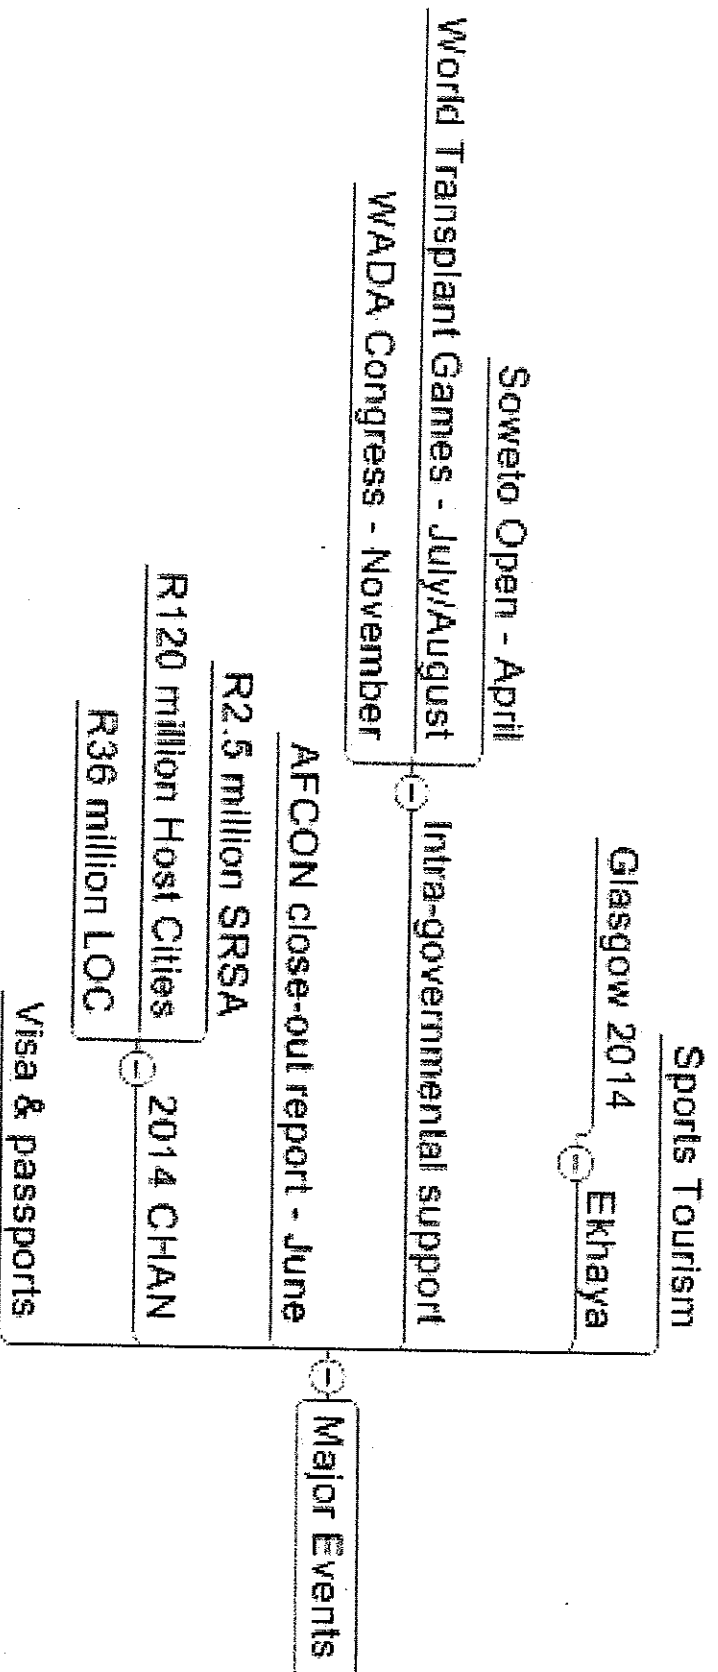 Sports Tourism
Glasgow 2014
Ekhaya
Soweto Open - April
World Transplant Games - July/August
WADA Congress - November
Intra-governmental support
AFCON close-out report - June
R2.5 million SRSA
R120 million Host Cities
R36 million LOC
2014 CHAN
Visa & passports
Major Events